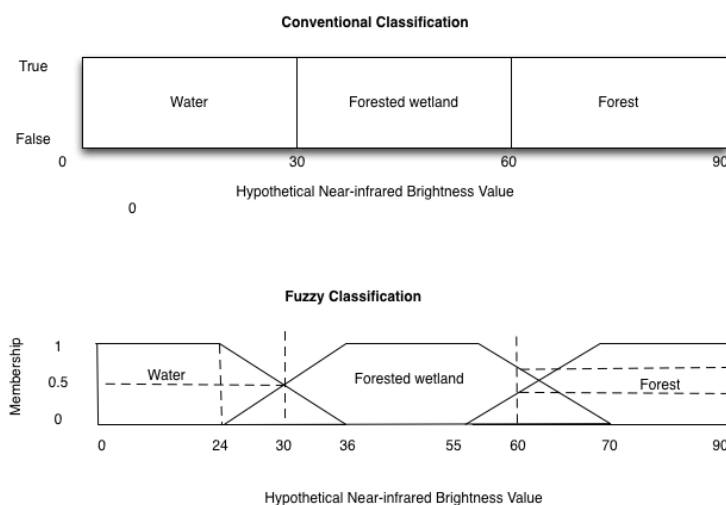 Conventional Classification
True
Water Forested wetland Forest
False
0 30 60 90
Hypothetical Near-infrared Brightness Value
0
Fuzzy Classification
Membership
1
Water Forested wetland Forest
0.5
0
0 24 30 36 55 60 70 90
Hypothetical Near-infrared Brightness Value